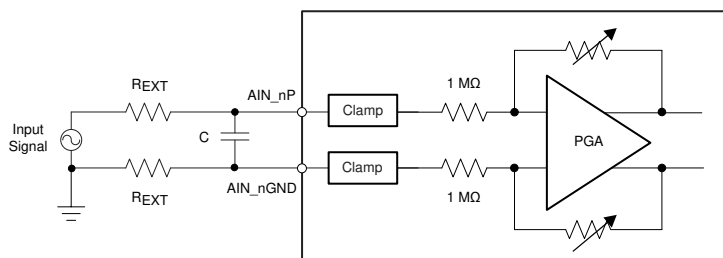 REXT
AIN_nP
Clamp
1 MΩ
Input
Signal
C
PGA
Clamp
AIN_nGND
REXT
1 MΩ